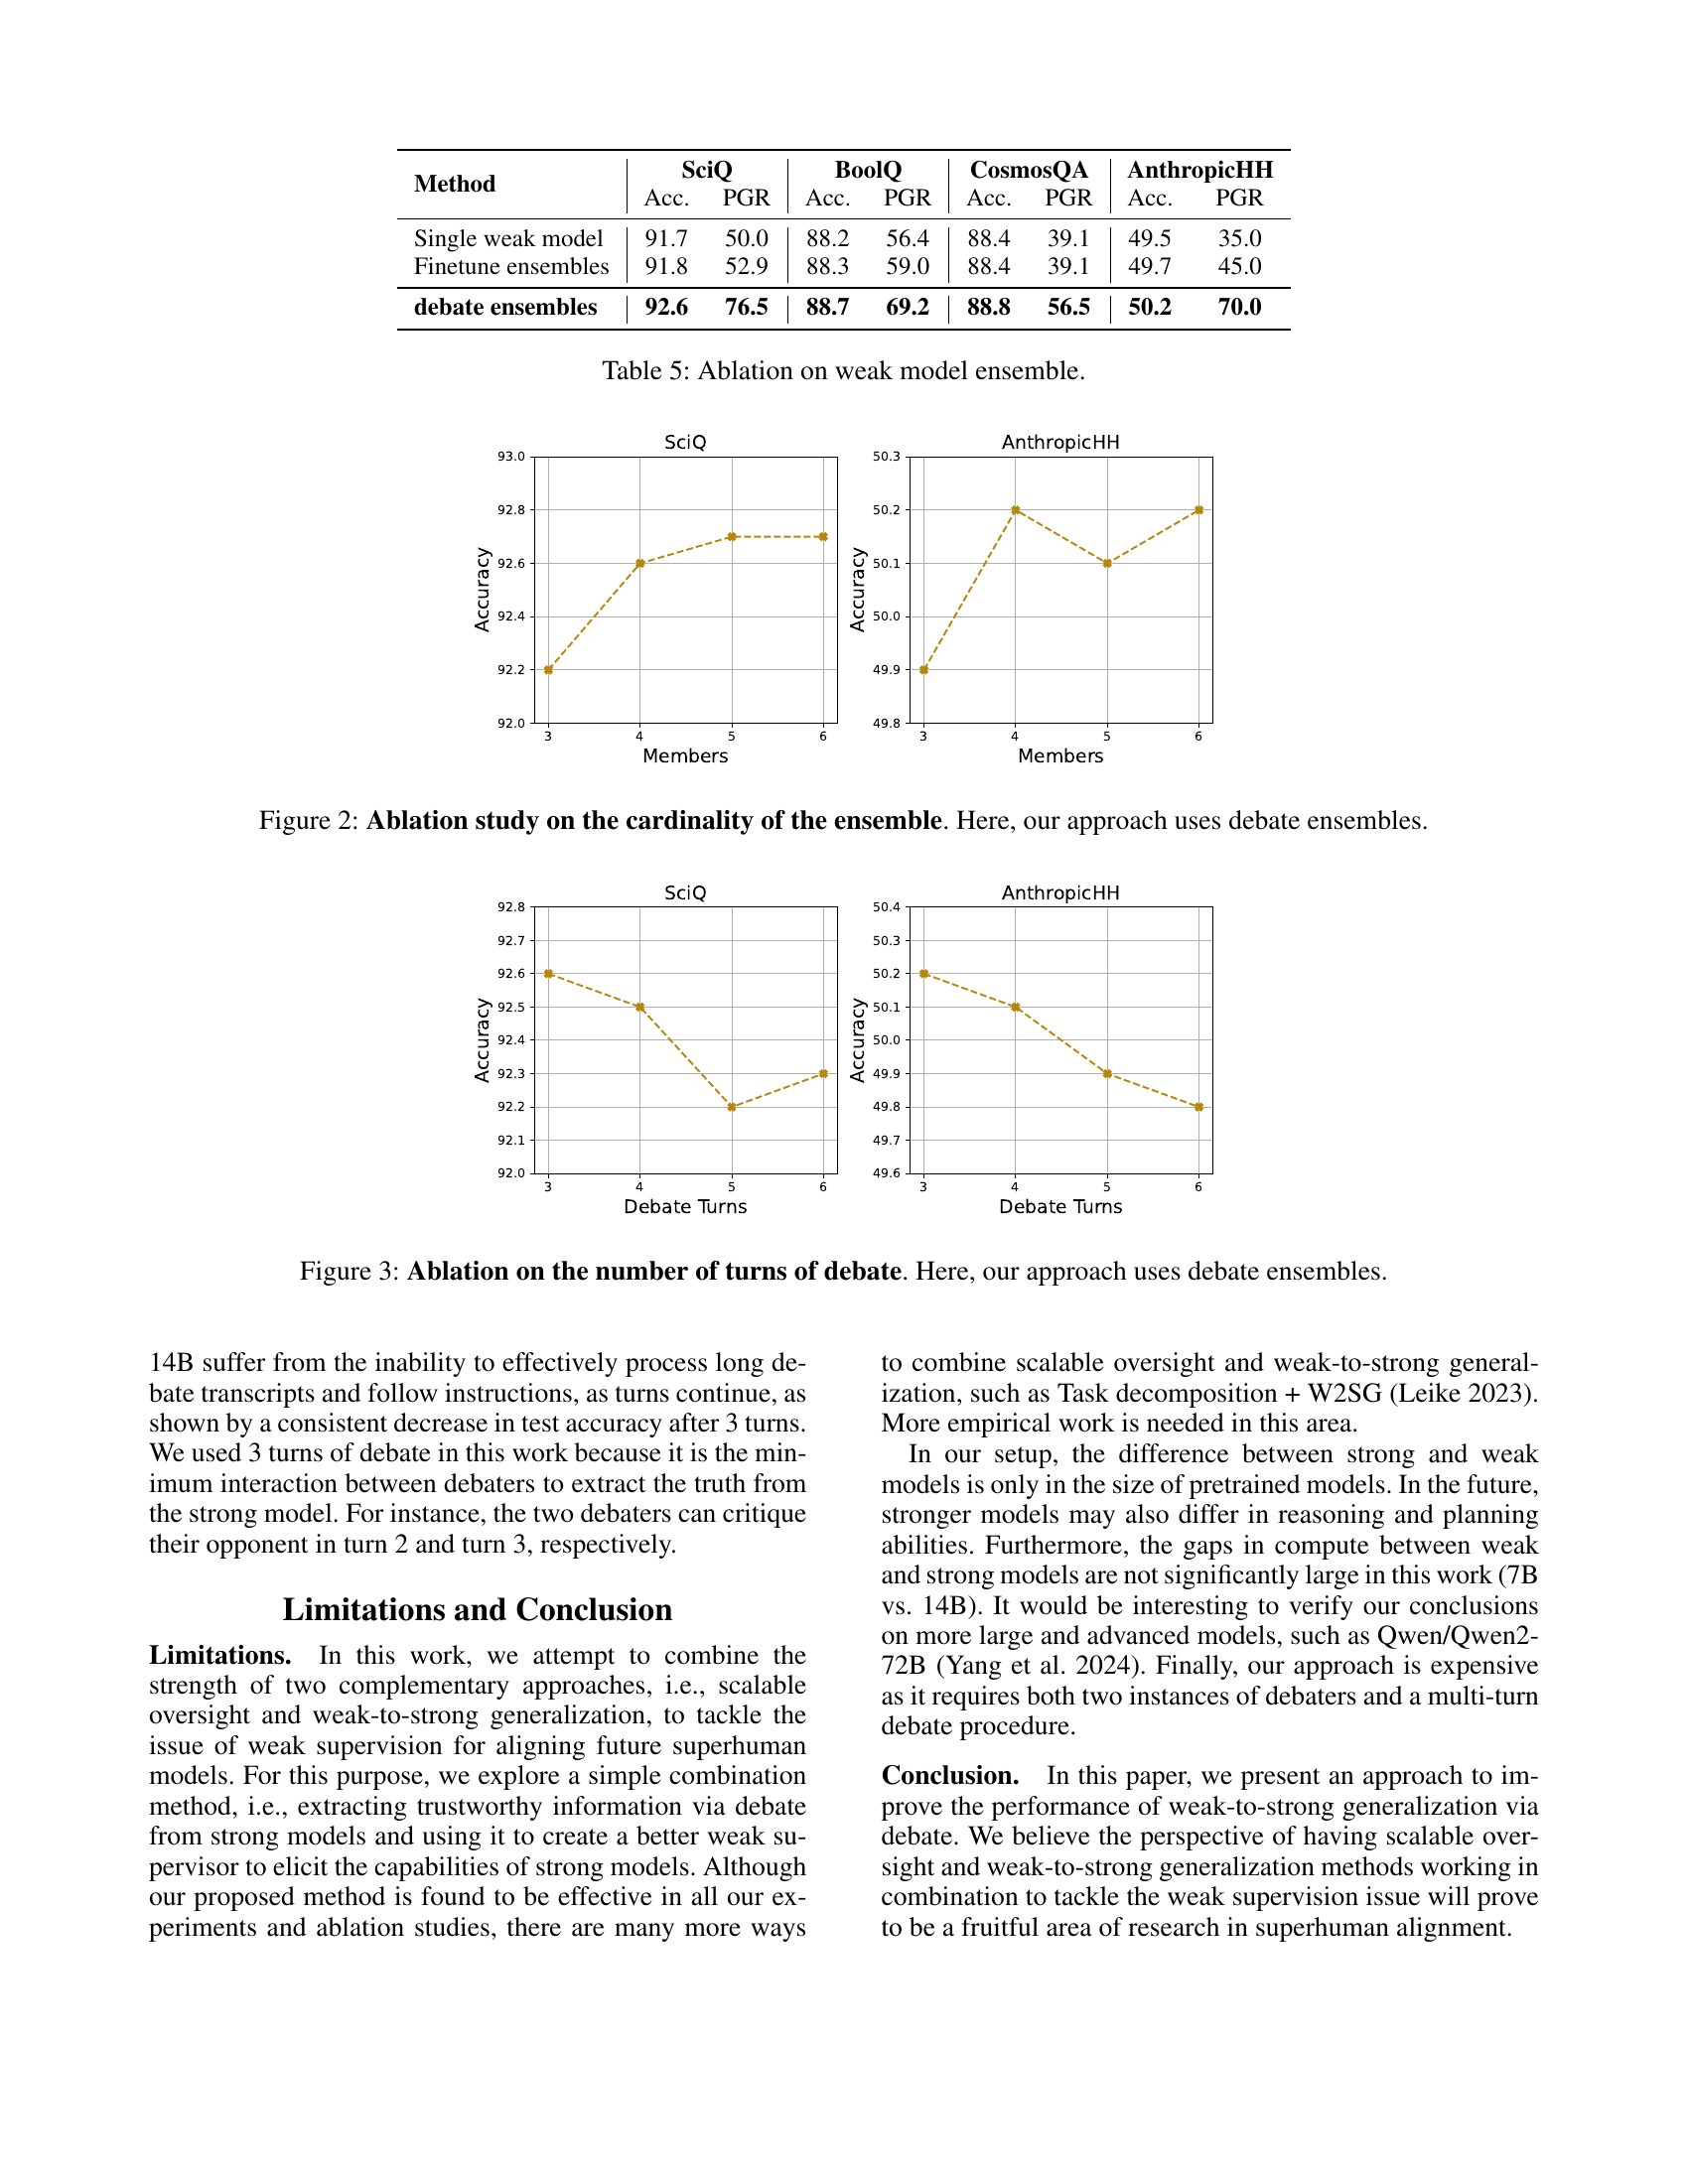 Method SciQ BoolQ CosmosQA AnthropicHH
Acc. PGR Acc. PGR Acc. PGR Acc. PGR
Single weak model 91.7 50.0 88.2 56.4 88.4 39.1 49.5 35.0
Finetune ensembles 91.8 52.9 88.3 59.0 88.4 39.1 49.7 45.0
debate ensembles 92.6 76.5 88.7 69.2 88.8 56.5 50.2 70.0
Table 5: Ablation on weak model ensemble.
SciQ
93.0
92.8
92.6
92.4
92.2
92.0
Accuracy
3 4 5 6
Members
AnthropicHH
50.3
50.2
50.1
50.0
49.9
49.8
Accuracy
3 4 5 6
Members
Figure 2: Ablation study on the cardinality of the ensemble. Here, our approach uses debate ensembles.
SciQ
92.8
92.7
92.6
92.5
92.4
92.3
92.2
92.1
92.0
Accuracy
3 4 5 6
Debate Turns
AnthropicHH
50.4
50.3
50.2
50.1
50.0
49.9
49.8
49.7
49.6
Accuracy
3 4 5 6
Debate Turns
Figure 3: Ablation on the number of turns of debate. Here, our approach uses debate ensembles.
14B suffer from the inability to effectively process long de-
bate transcripts and follow instructions, as turns continue, as
shown by a consistent decrease in test accuracy after 3 turns.
We used 3 turns of debate in this work because it is the min-
imum interaction between debaters to extract the truth from
the strong model. For instance, the two debaters can critique
their opponent in turn 2 and turn 3, respectively.
Limitations and Conclusion
Limitations. In this work, we attempt to combine the
strength of two complementary approaches, i.e., scalable
oversight and weak-to-strong generalization, to tackle the
issue of weak supervision for aligning future superhuman
models. For this purpose, we explore a simple combination
method, i.e., extracting trustworthy information via debate
from strong models and using it to create a better weak su-
pervisor to elicit the capabilities of strong models. Although
our proposed method is found to be effective in all our ex-
periments and ablation studies, there are many more ways
to combine scalable oversight and weak-to-strong general-
ization, such as Task decomposition + W2SG (Leike 2023).
More empirical work is needed in this area.
In our setup, the difference between strong and weak
models is only in the size of pretrained models. In the future,
stronger models may also differ in reasoning and planning
abilities. Furthermore, the gaps in compute between weak
and strong models are not significantly large in this work (7B
vs. 14B). It would be interesting to verify our conclusions
on more large and advanced models, such as Qwen/Qwen2-
72B (Yang et al. 2024). Finally, our approach is expensive
as it requires both two instances of debaters and a multi-turn
debate procedure.
Conclusion. In this paper, we present an approach to im-
prove the performance of weak-to-strong generalization via
debate. We believe the perspective of having scalable over-
sight and weak-to-strong generalization methods working in
combination to tackle the weak supervision issue will prove
to be a fruitful area of research in superhuman alignment.